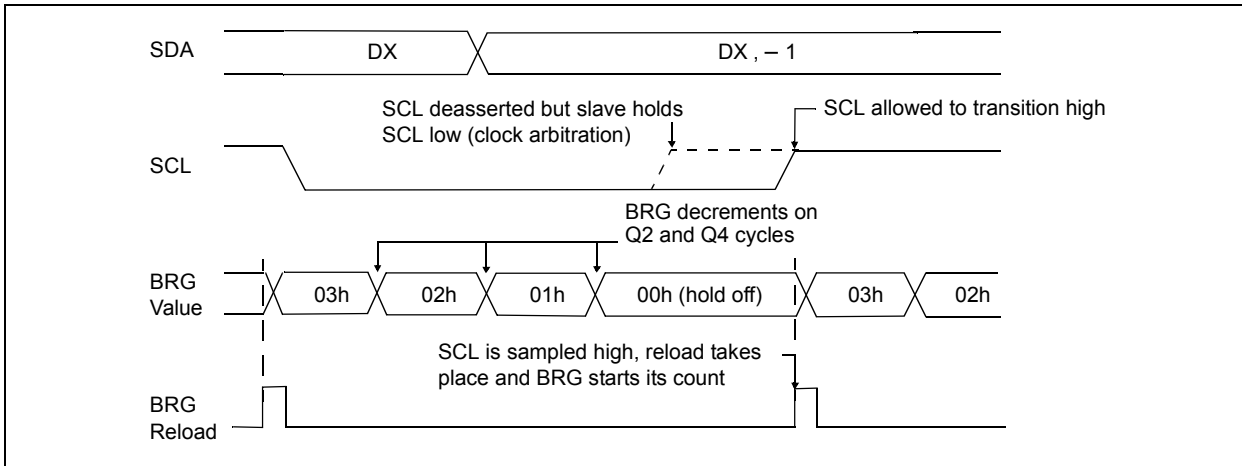 SDA
DX
DX , – 1
SCL deasserted but slave holds
SCL low (clock arbitration)
SCL allowed to transition high
SCL
BRG decrements on
Q2 and Q4 cycles
BRG
Value
03h
02h
01h
00h (hold off)
03h
02h
SCL is sampled high, reload takes
place and BRG starts its count
BRG
Reload